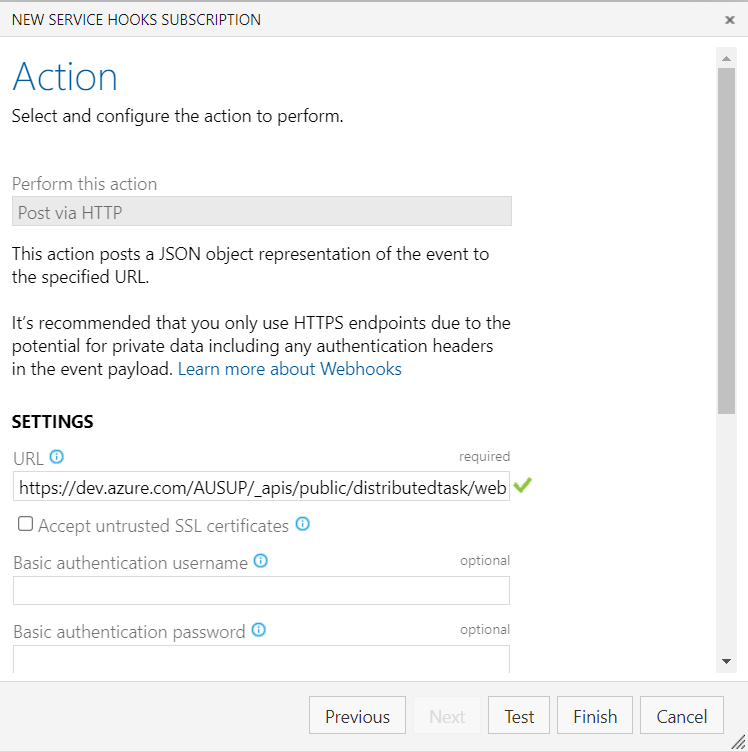 NEW SERVICE HOOKS SUBSCRIPTION
Action
Select and configure the action to perform.
Perform this action
Post via HTTP
This action posts a JSON object representation of the event to
the specified URL.
It's recommended that you only use HTTPS endpoints due to the
potential for private data including any authentication headers
in the event payload. Learn more about Webhooks
SETTINGS
URL required
https://dev.azure.com/AUSUP/_apis/public/distributedtask/web
Accept untrusted SSL certificates
Basic authentication username optional
Basic authentication password optional
Previous Next Test Finish Cancel